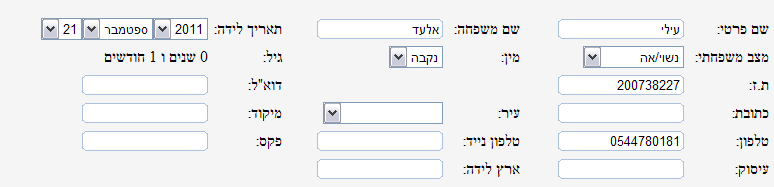 שם פרטי: עילי שם משפחה: אלעד תאריך לידה: 2011 ספטמבר 21
מצב משפחתי: נשוי/אה מין: נקבה גיל: 0 שנים ו 1 חודשים
ת.ז: 200738227 דוא"ל:
כתובת: עיר: מיקוד:
טלפון: 0544780181 טלפון נייד: פקס:
עיסוק: ארץ לידה: